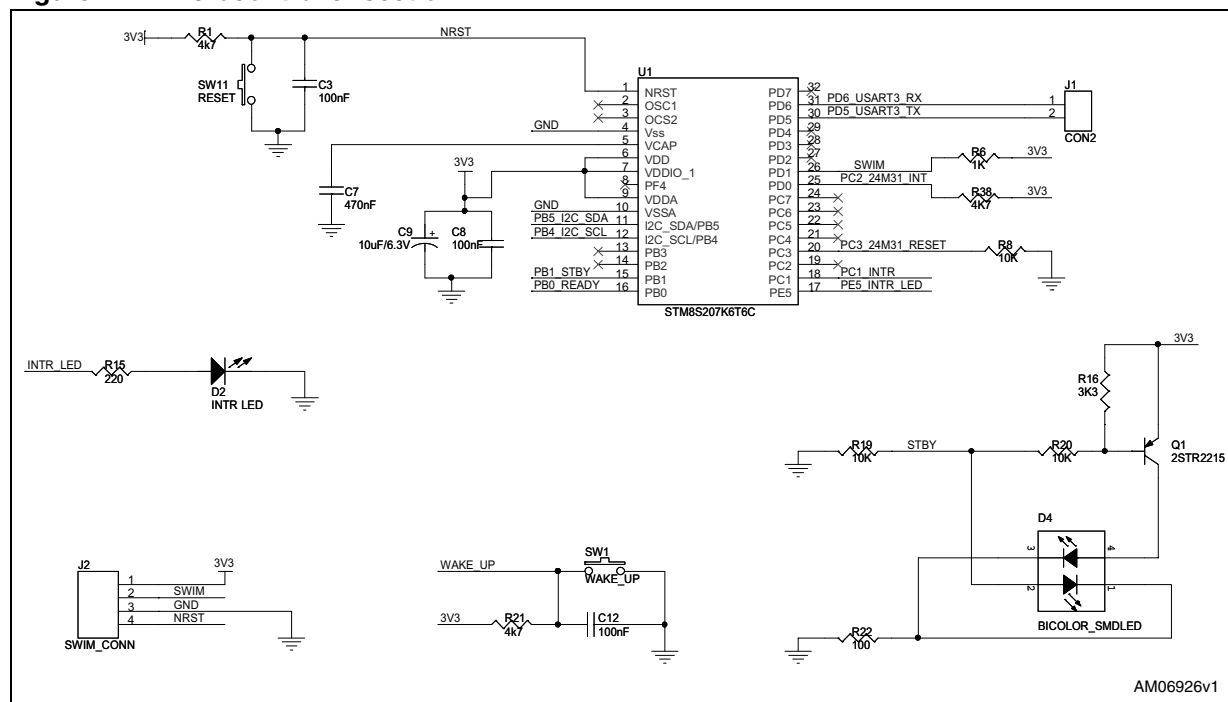 3V3
R1
4k7
NRST
SW11
RESET
C3
100nF
U1
1 NRST
2 OSC1
3 OCS2
GND 4 Vss
5 VCAP
6 VDD
7 VDDIO_1
8 PF4
9 VDDA
GND 10 VSSA
PB5_I2C_SDA 11 I2C_SDA/PB5
PB4_I2C_SCL 12 I2C_SCL/PB4
13 PB3
14 PB2
PB1_STBY 15 PB1
PB0_READY 16 PB0
PD7 32
PD6 31 PD6_USART3_RX
PD5 30 PD5_USART3_TX
PD4 29
PD3 28
PD2 27
PD1 26 SWIM
PD0 25 PC2_24M31_INT
PC7 24
PC6 23
PC5 22
PC4 21
PC3 20 PC3_24M31_RESET
PC2 19
PC1 18 PC1_INTR
PE5 17 PE5_INTR_LED
STM8S207K6T6C
J1
1
2
CON2
R6
1K
3V3
R38
4K7
3V3
R8
10K
C7
470nF
3V3
C9
10uF/6.3V
+
C8
100nF
INTR_LED
R15
220
D2
INTR LED
3V3
R16
3K3
R19
10K
STBY
R20
10K
Q1
2STR2215
D4
3
4
2
1
BICOLOR_SMDLED
R22
100
J2
1 3V3
2 SWIM
3 GND
4 NRST
SWIM_CONN
WAKE_UP
SW1
WAKE_UP
3V3
R21
4k7
C12
100nF
AM06926v1